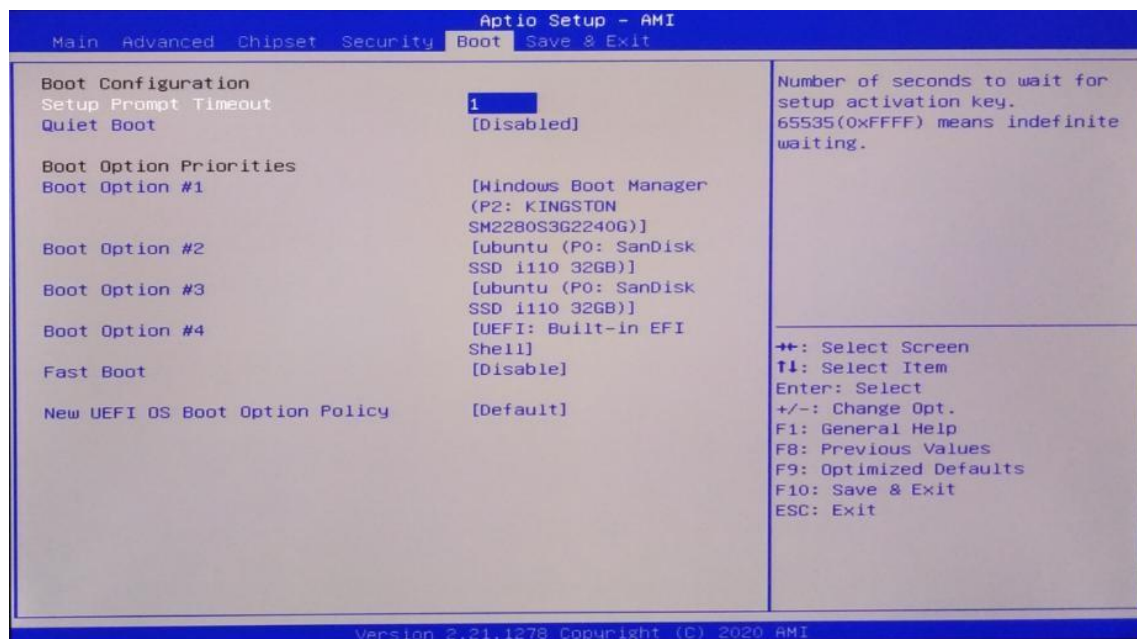 Aptio Setup - AMI
Main Advanced Chipset Security Boot Save & Exit
Boot Configuration
Setup Prompt Timeout 1
Quiet Boot [Disabled]
Boot Option Priorities
Boot Option #1 [Windows Boot Manager
(P2: KINGSTON
SM2280S3G2240G)]
Boot Option #2 [ubuntu (P0: SanDisk
SSD i110 32GB)]
Boot Option #3 [ubuntu (P0: SanDisk
SSD i110 32GB)]
Boot Option #4 [UEFI: Built-in EFI
Shell]
Fast Boot [Disable]
New UEFI OS Boot Option Policy [Default]
Number of seconds to wait for
setup activation key.
65535(0xFFFF) means indefinite
waiting.
→←: Select Screen
↑↓: Select Item
Enter: Select
+/-: Change Opt.
F1: General Help
F8: Previous Values
F9: Optimized Defaults
F10: Save & Exit
ESC: Exit
Version 2.21.1278 Copyright (C) 2020 AMI